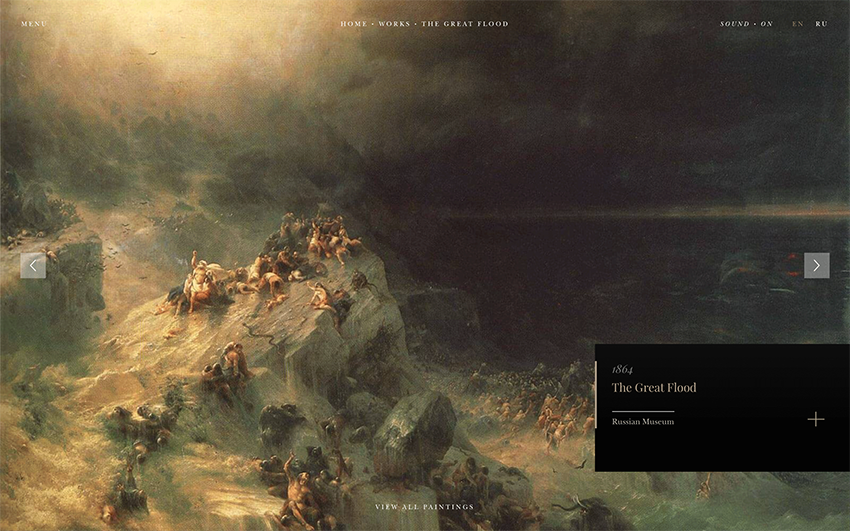 MENU
HOME • WORKS • THE GREAT FLOOD
SOUND • ON
EN
RU
1864
The Great Flood
Russian Museum
VIEW ALL PAINTINGS